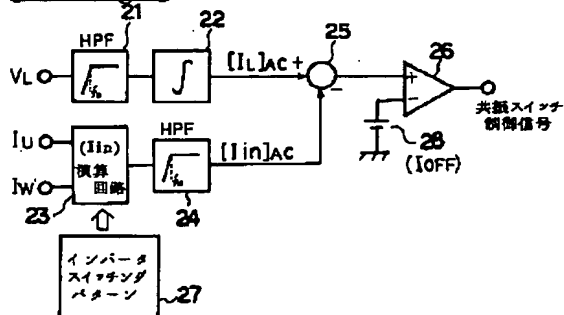 21
22
HPF
25
26
VL
fo
∫
[IL]AC +
−
+
−
共振スイッチ
制御信号
IU
(Iin)
演算
回路
HPF
fo
[Iin]AC
28
(IOFF)
IW
23
24
インバータ
スイッチング
パターン
27